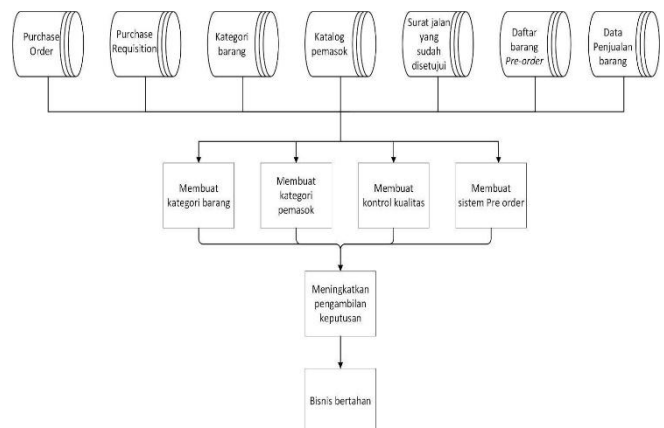 Purchase
Order
Purchase
Requisition
Kategori
barang
Katalog
pemasok
Surat jalan
yang
sudah
disetujui
Daftar
barang
Pre-order
Data
Penjualan
barang
Membuat
kategori barang
Membuat
kategori
pemasok
Membuat
kontrol kualitas
Membuat
sistem Pre order
Meningkatkan
pengambilan
keputusan
Bisnis bertahan